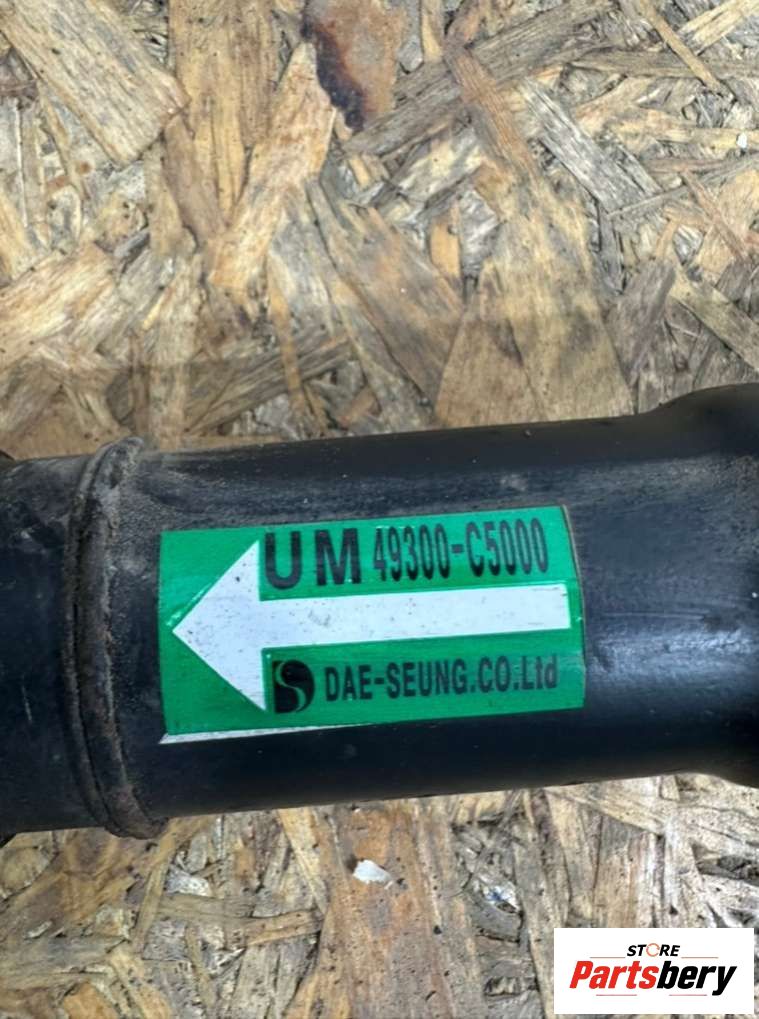 UM 49300-C5000
DAE-SEUNG.CO.Ltd
STORE
Partsbery